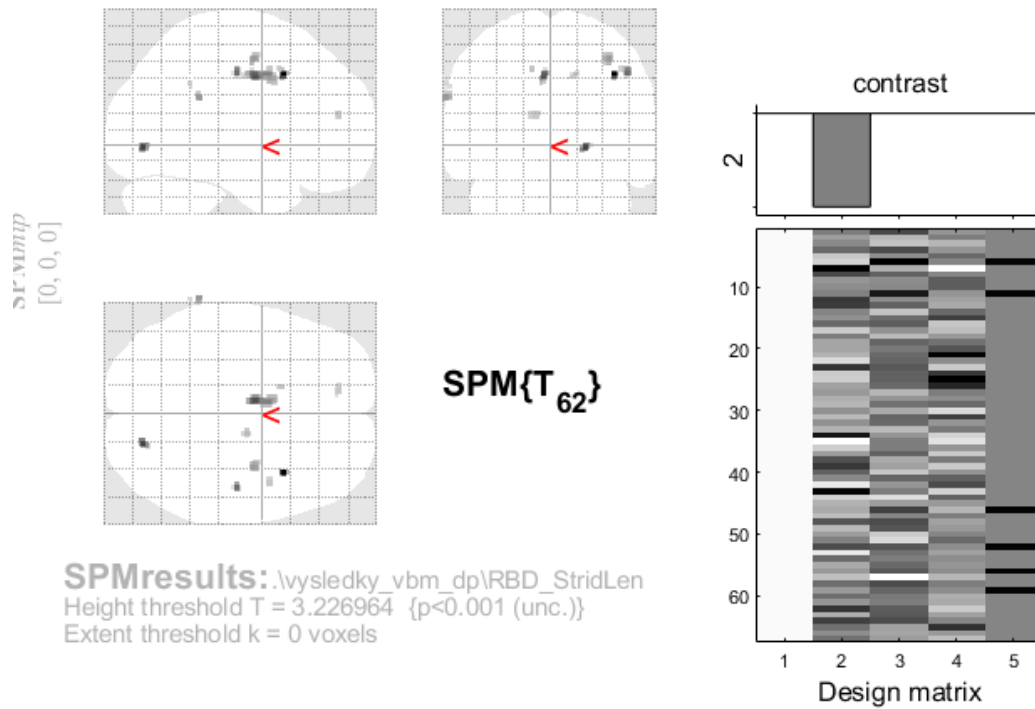 SPMmip
[0, 0, 0]
<
<
<
SPM{T62}
SPMresults: .\vysledky_vbm_dp\RBD_StridLen
Height threshold T = 3.226964 {p<0.001 (unc.)}
Extent threshold k = 0 voxels
contrast
2
10
20
30
40
50
60
1 2 3 4 5
Design matrix